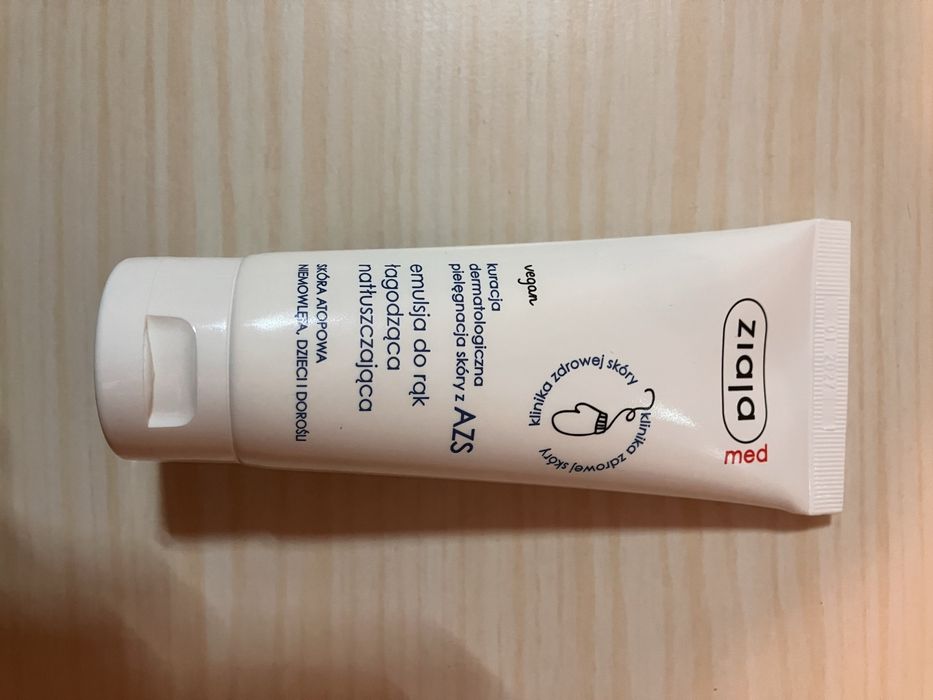 ziaja
med
klinika zdrowej skóry
klinika zdrowej skóry
vegan
kuracja
dermatologiczna
pielęgnacja skóry z AZS
emulsja do rąk
łagodząca
natłuszczająca
SKÓRA ATOPOWA
NIEMOWLĘTA, DZIECI I DOROŚLI